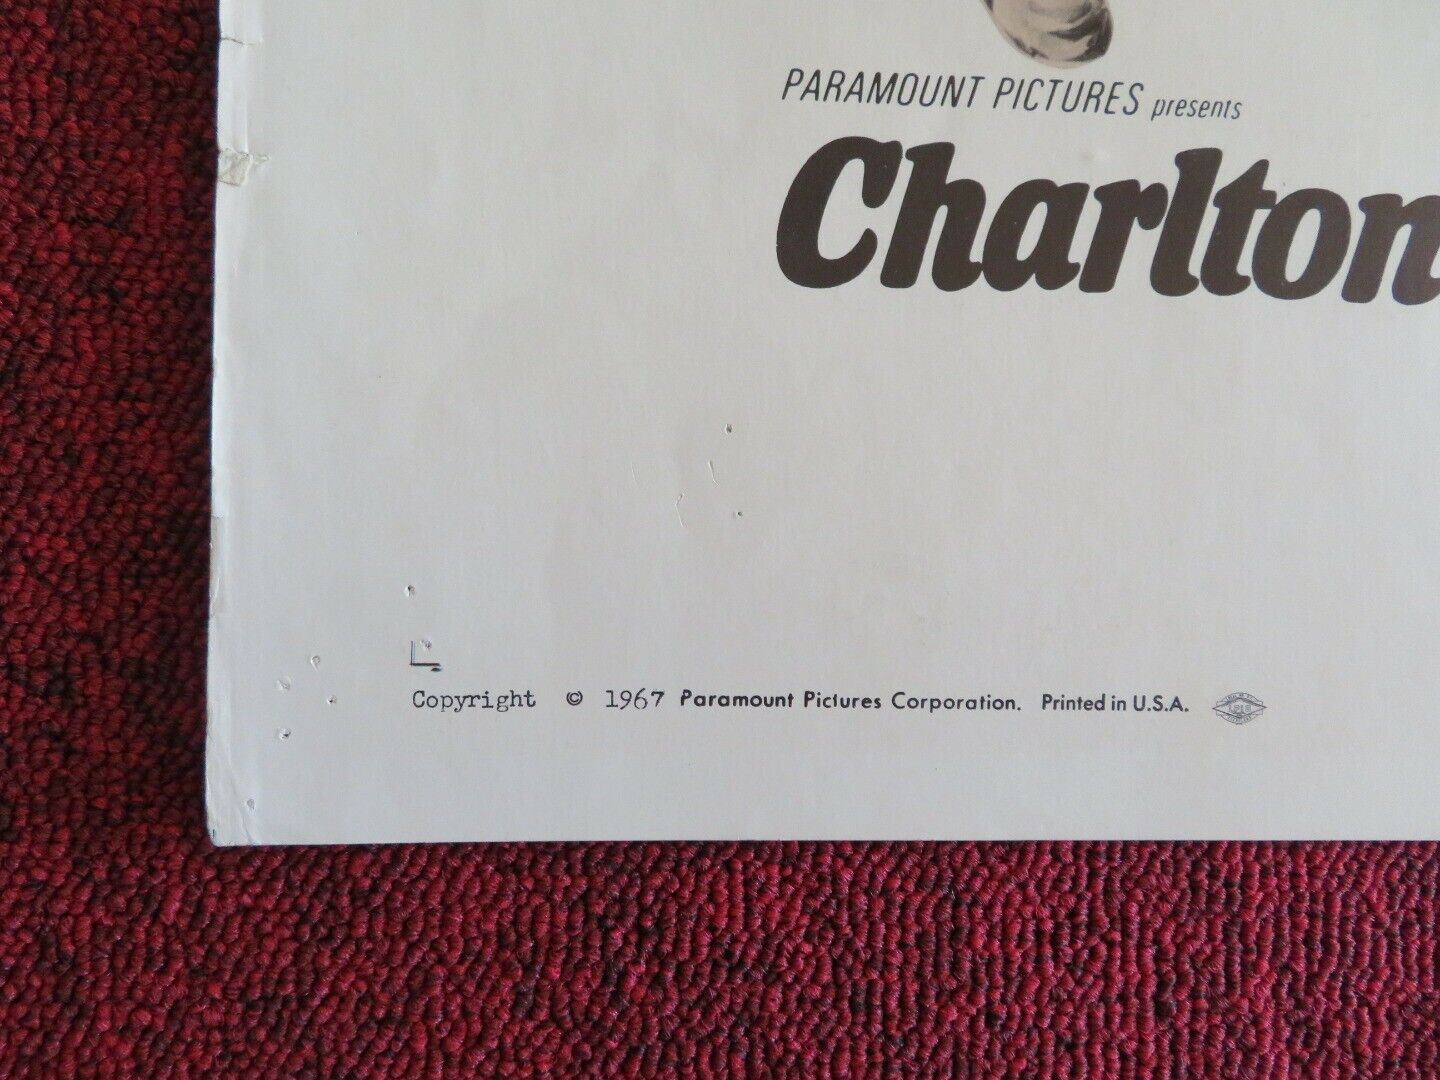 PARAMOUNT PICTURES presents
Charlton
Copyright © 1967 Paramount Pictures Corporation. Printed in U.S.A.